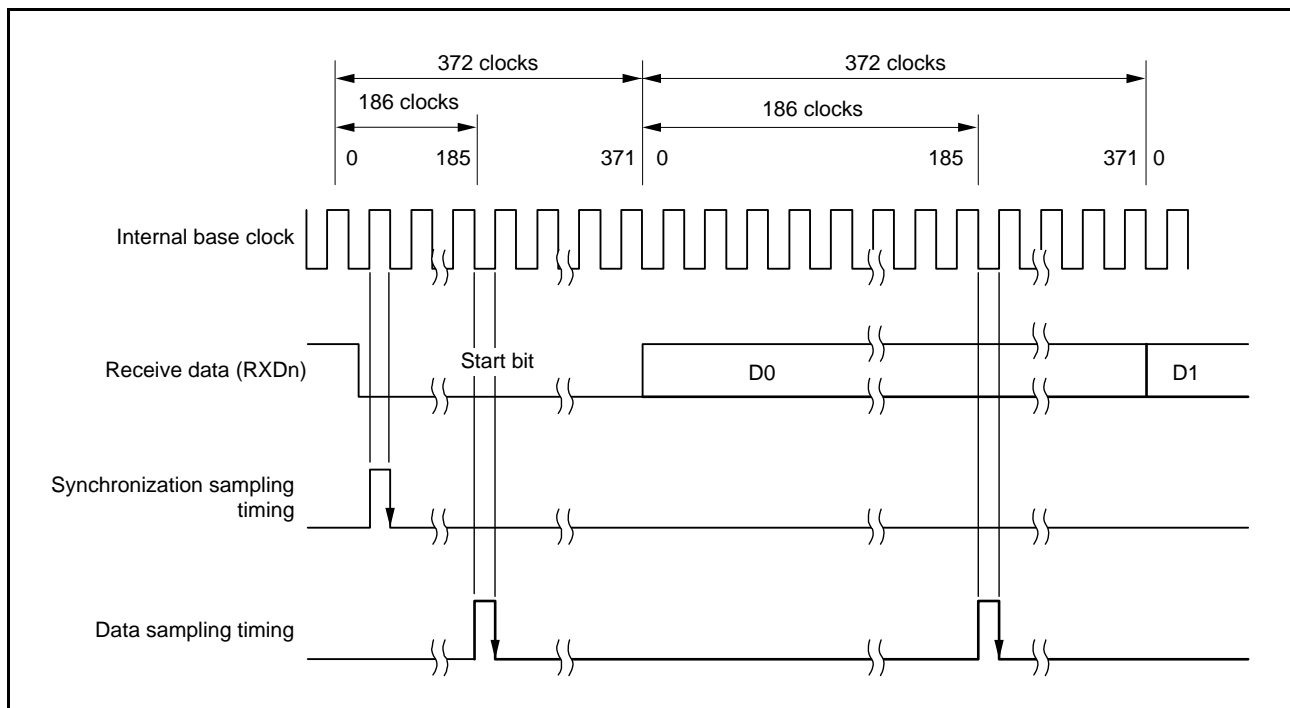 372 clocks 372 clocks
186 clocks 186 clocks
0 185 371 0 185 371 0
Internal base clock
Receive data (RXDn) Start bit D0 D1
Synchronization sampling
timing
Data sampling timing